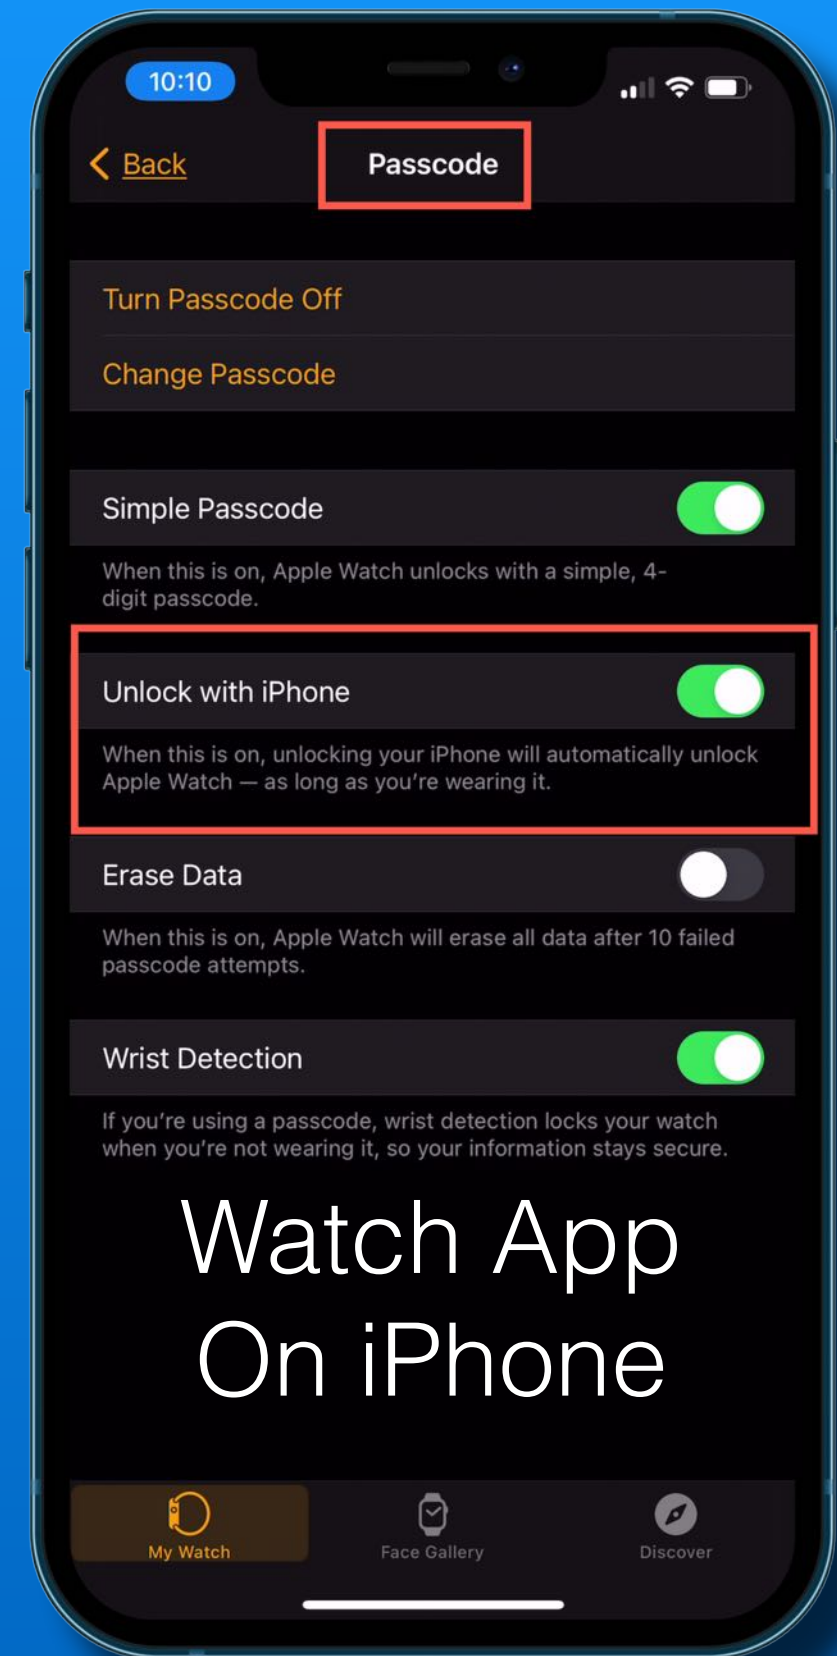 10:10
Back
Passcode
Turn Passcode Off
Change Passcode
Simple Passcode
When this is on, Apple Watch unlocks with a simple, 4-
digit passcode.
Unlock with iPhone
When this is on, unlocking your iPhone will automatically unlock
Apple Watch — as long as you’re wearing it.
Erase Data
When this is on, Apple Watch will erase all data after 10 failed
passcode attempts.
Wrist Detection
If you’re using a passcode, wrist detection locks your watch
when you’re not wearing it, so your information stays secure.
Watch App
On iPhone
My Watch
Face Gallery
Discover